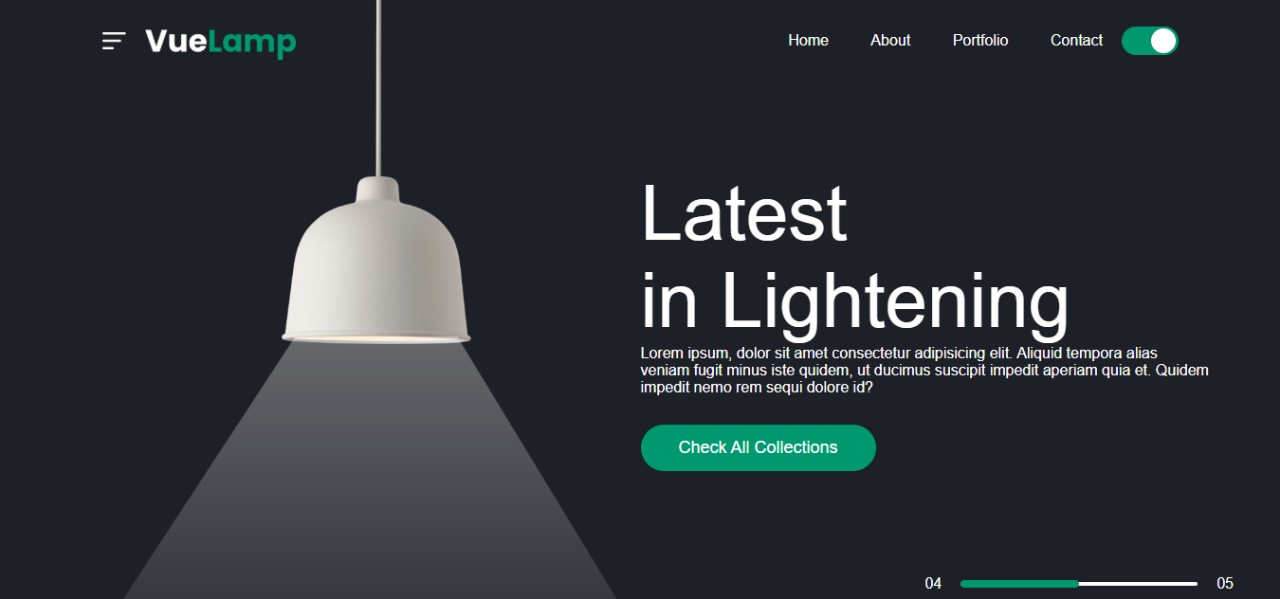 VueLamp
Home About Portfolio Contact
Latest
in Lightening
Lorem ipsum, dolor sit amet consectetur adipisicing elit. Aliquid tempora alias
veniam fugit minus iste quidem, ut ducimus suscipit impedit aperiam quia et. Quidem
impedit nemo rem sequi dolore id?
Check All Collections
04 05